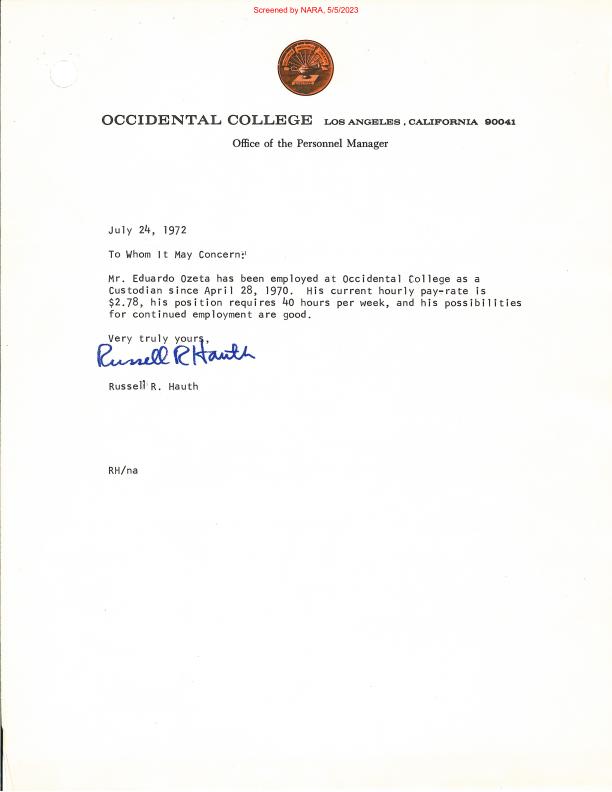 Screened by NARA, 5/5/2023
OCCIDENTAL COLLEGE LOS ANGELES, CALIFORNIA 90041
Office of the Personnel Manager
July 24, 1972
To Whom It May Concern:
Mr. Eduardo Ozeta has been employed at Occidental College as a
Custodian since April 28, 1970. His current hourly pay-rate is
$2.78, his position requires 40 hours per week, and his possibilities
for continued employment are good.
Very truly yours,
Russell R Hauth
Russell R. Hauth
RH/na